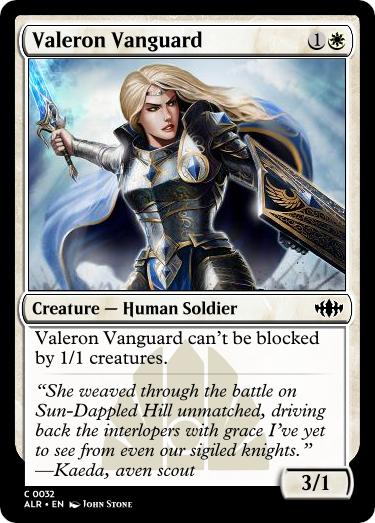 Valeron Vanguard 1
Creature — Human Soldier
Valeron Vanguard can't be blocked
by 1/1 creatures.
“She weaved through the battle on
Sun-Dappled Hill unmatched, driving
back the interlopers with grace I've yet
to see from even our sigiled knights.”
—Kaeda, aven scout
3/1
C 0032
ALR • EN John Stone